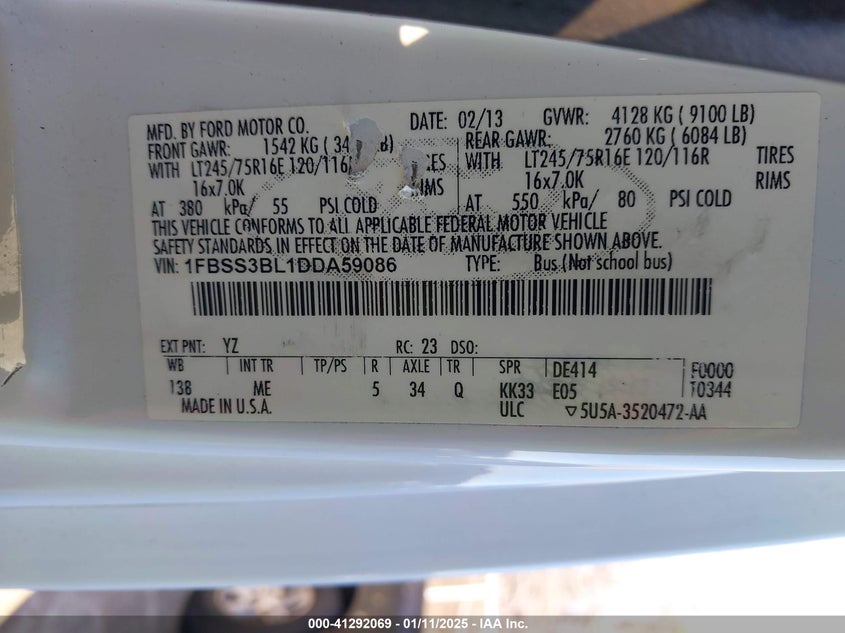 MFD. BY FORD MOTOR CO. DATE: 02/13 GVWR: 4128 KG ( 9100 LB)
FRONT GAWR: 1542 KG ( 34 B) REAR GAWR: 2760 KG ( 6084 LB)
WITH LT245/75R16E 120/116 WITH LT245/75R16E 120/116R TIRES
16x7.0K RIMS 16x7.0K RIMS
AT 380 kPa/ 55 PSI COLD AT 550 kPa/ 80 PSI COLD
THIS VEHICLE CONFORMS TO ALL APPLICABLE FEDERAL MOTOR VEHICLE
SAFETY STANDARDS IN EFFECT ON THE DATE OF MANUFACTURE SHOWN ABOVE.
VIN: 1FBSS3BL1DDA59086 TYPE: Bus (Not school bus)
EXT PNT: YZ RC: 23 DSO:
WB INT TR TP/PS R AXLE TR SPR DE414 F0000
138 ME 5 34 Q KK33 E05 T0344
MADE IN U.S.A. ULC ▽5U5A-3520472-AA
000-41292069 - 01/11/2025 - IAA Inc.